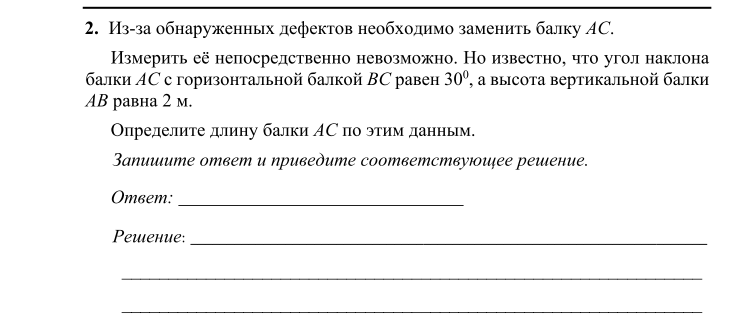 2. Из-за обнаруженных дефектов необходимо заменить балку AC.
Измерить её непосредственно невозможно. Но известно, что угол наклона
балки AC с горизонтальной балкой BC равен 30⁰, а высота вертикальной балки
AB равна 2 м.
Определите длину балки AC по этим данным.
Запишите ответ и приведите соответствующее решение.
Ответ:
Решение: